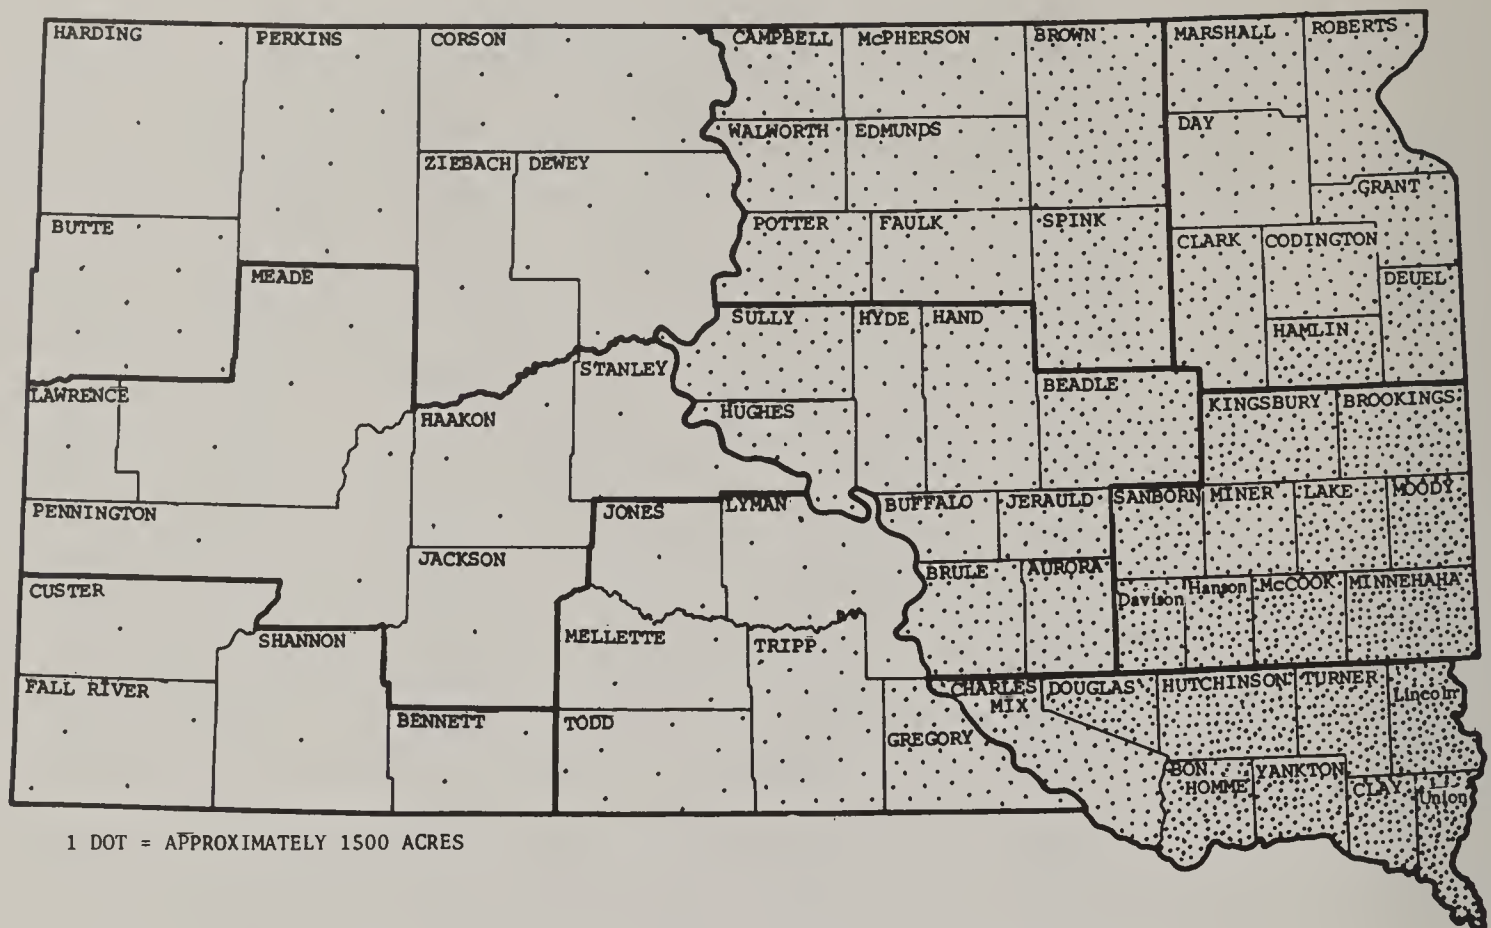 HARDING
PERKINS
CORSON
CAMPBELL
McPHERSON
BROWN
MARSHALL
ROBERTS
WALWORTH
EDMUNDS
DAY
ZIEBACH
DEWEY
GRANT
BUTTE
POTTER
FAULK
SPINK
CLARK
CODINGTON
MEADE
DEUEL
SULLY
HYDE
HAND
HAMLIN
STANLEY
BEADLE
LAWRENCE
HUGHES
KINGSBURY
BROOKINGS
HAAKON
PENNINGTON
JONES
LYMAN
BUFFALO
JERAULD
SANBORN
MINER
LAKE
MOODY
JACKSON
BRULE
AURORA
CUSTER
Davison
Hanson
McCOOK
MINNEHAHA
SHANNON
MELLETTE
TRIPP
FALL RIVER
CHARLES
MIX
DOUGLAS
HUTCHINSON
TURNER
Lincoln
BENNETT
TODD
GREGORY
BON
HOMME
YANKTON
CLAY
Union
1 DOT = APPROXIMATELY 1500 ACRES